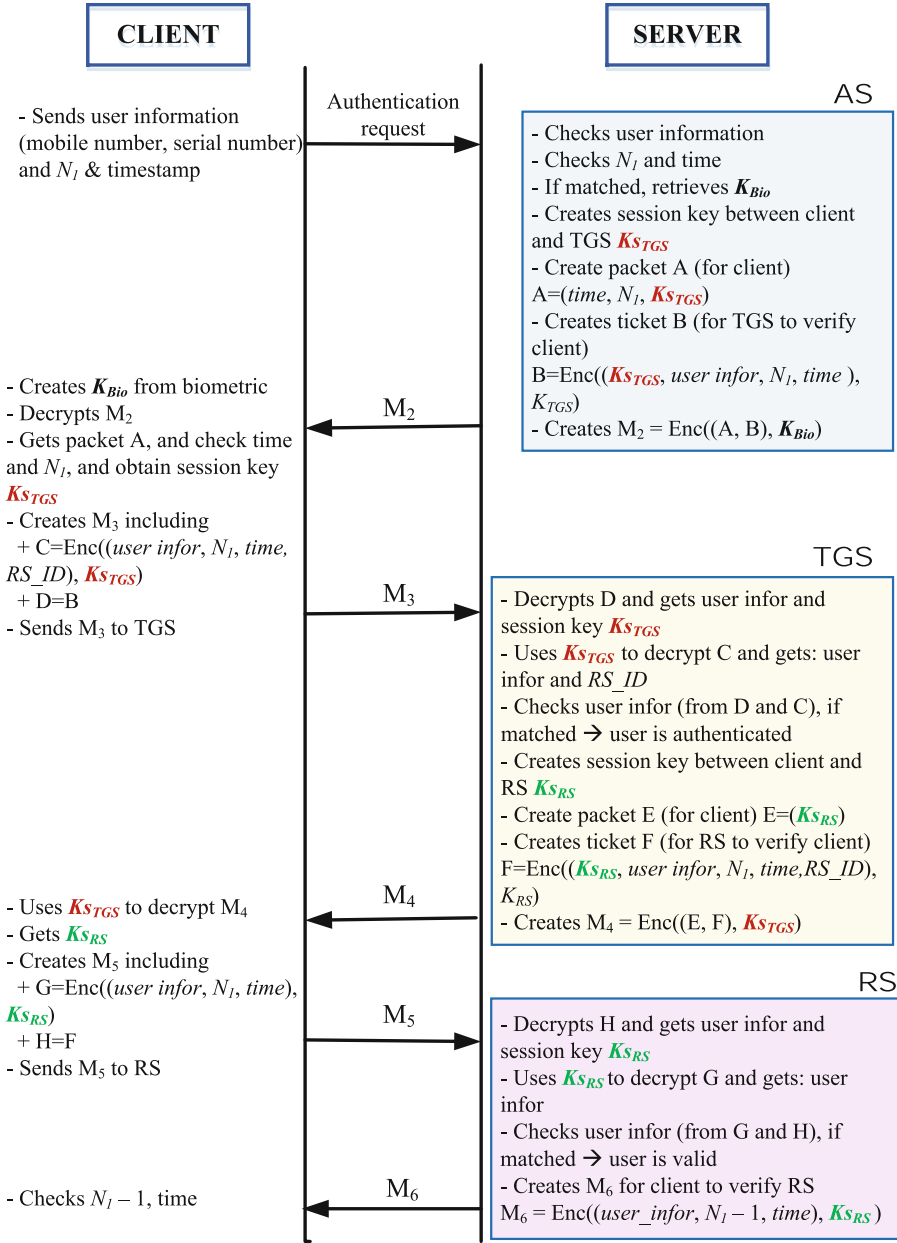 CLIENT
SERVER
- Sends user information
(mobile number, serial number)
and N1 & timestamp
Authentication
request
AS
- Checks user information
- Checks N1 and time
- If matched, retrieves KBio
- Creates session key between client
and TGS KsTGS
- Create packet A (for client)
A=(time, N1, KsTGS)
- Creates ticket B (for TGS to verify
client)
B=Enc((KsTGS, user infor, N1, time ),
KTGS)
- Creates M2 = Enc((A, B), KBio)
M2
- Creates KBio from biometric
- Decrypts M2
- Gets packet A, and check time
and N1, and obtain session key
KsTGS
- Creates M3 including
+ C=Enc((user infor, N1, time,
RS_ID), KsTGS)
+ D=B
- Sends M3 to TGS
M3
TGS
- Decrypts D and gets user infor and
session key KsTGS
- Uses KsTGS to decrypt C and gets: user
infor and RS_ID
- Checks user infor (from D and C), if
matched → user is authenticated
- Creates session key between client and
RS KsRS
- Create packet E (for client) E=(KsRS)
- Creates ticket F (for RS to verify client)
F=Enc((KsRS, user infor, N1, time,RS_ID),
KRS)
- Creates M4 = Enc((E, F), KsTGS)
M4
- Uses KsTGS to decrypt M4
- Gets KsRS
- Creates M5 including
+ G=Enc((user infor, N1, time),
KsRS)
+ H=F
- Sends M5 to RS
M5
RS
- Decrypts H and gets user infor and
session key KsRS
- Uses KsRS to decrypt G and gets: user
infor
- Checks user infor (from G and H), if
matched → user is valid
- Creates M6 for client to verify RS
M6 = Enc((user_infor, N1 – 1, time), KsRS )
M6
- Checks N1 – 1, time